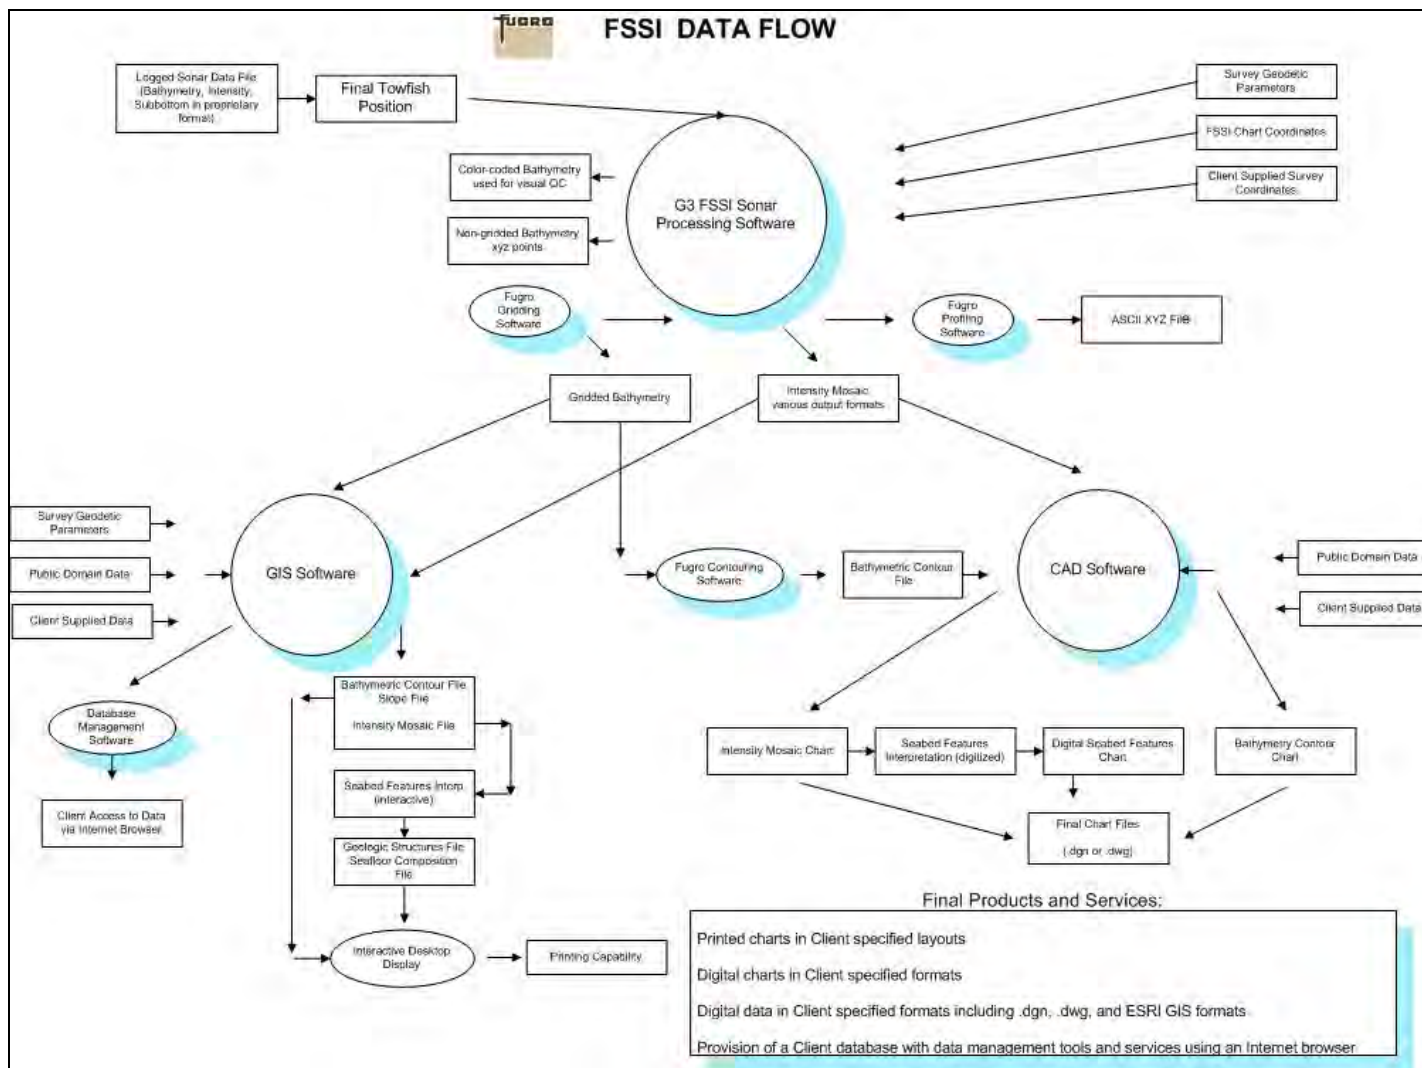 fugro
FSSI DATA FLOW
Logged Sonar Data File
(Bathymetry, Intensity,
Subbottom in proprietary
format)
Final Towfish
Position
Survey Geodetic
Parameters
FSSI Chart Coordinates
Client Supplied Survey
Coordinates
Color-coded Bathymetry
used for visual QC
Non-gridded Bathymetry
xyz points
G3 FSSI Sonar
Processing Software
Fugro
Gridding
Software
Fugro
Profiling
Software
ASCII XYZ File
Gridded Bathymetry
Intensity Mosaic
various output formats
Survey Geodetic
Parameters
Public Domain Data
Client Supplied Data
GIS Software
Fugro Contouring
Software
Bathymetric Contour
File
CAD Software
Public Domain Data
Client Supplied Data
Database
Management
Software
Client Access to Data
via Internet Browser
Bathymetric Contour File
Slope File
Intensity Mosaic File
Seabed Features Interp
(interactive)
Geologic Structures File
Seafloor Composition
File
Interactive Desktop
Display
Printing Capability
Intensity Mosaic Chart
Seabed Features
Interpretation (digitized)
Digital Seabed Features
Chart
Bathymetry Contour
Chart
Final Chart Files
(.dgn or .dwg)
Final Products and Services:
Printed charts in Client specified layouts
Digital charts in Client specified formats
Digital data in Client specified formats including .dgn, .dwg, and ESRI GIS formats
Provision of a Client database with data management tools and services using an Internet browser